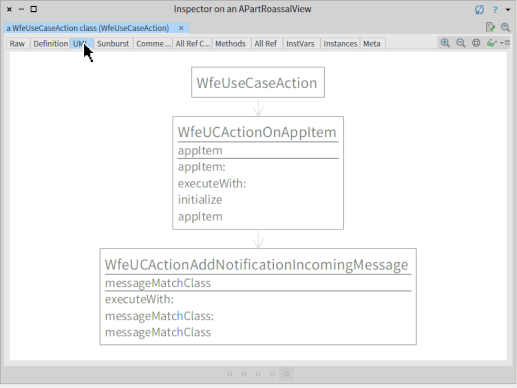 Inspector on an APartRoassalView
a WfeUseCaseAction class (WfeUseCaseAction)
Raw Definition UML Sunburst Comme... All Ref C... Methods All Ref InstVars Instances Meta
WfeUseCaseAction
WfeUCActionOnAppItem
appItem
appItem:
executeWith:
initialize
appItem
WfeUCActionAddNotificationIncomingMessage
messageMatchClass
executeWith:
messageMatchClass:
messageMatchClass